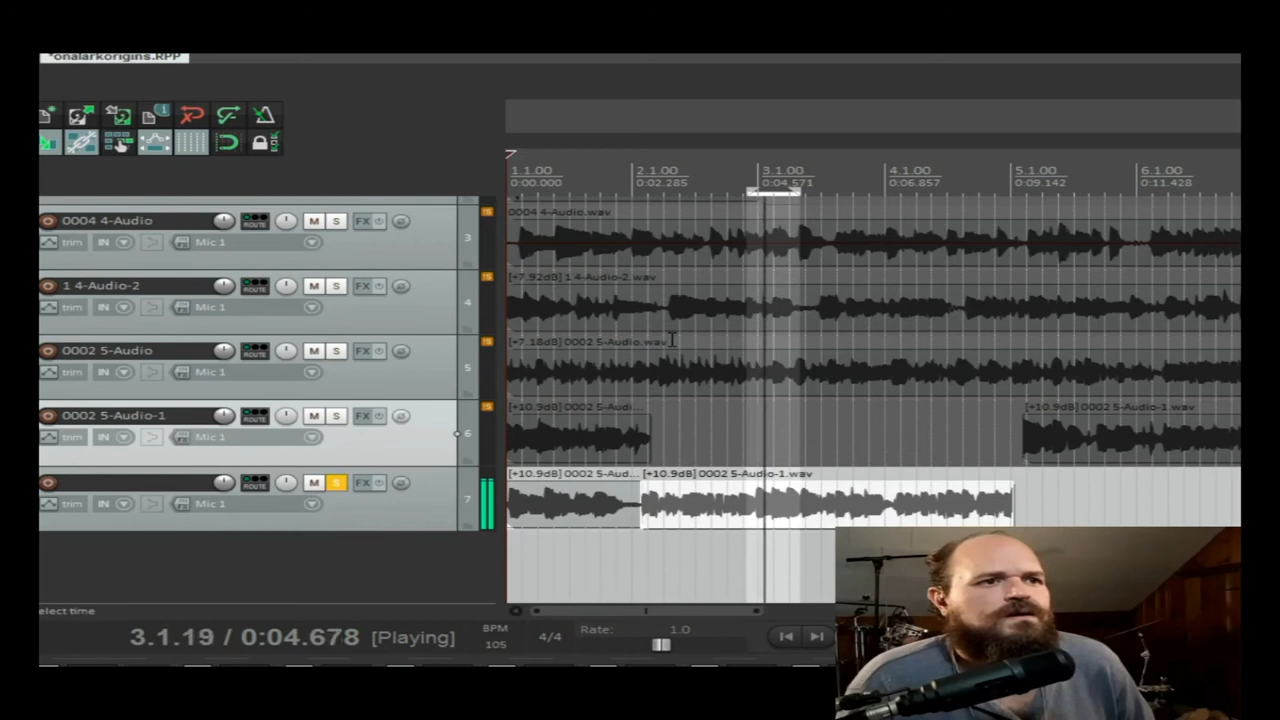 *onalarkorigins.RPP
1.1.00 2.1.00 3.1.00 4.1.00 5.1.00 6.1.00
0:00.000 0:02.285 0:04.571 0:06.857 0:09.142 0:11.428
0004 4-Audio ROUTE M S FX
trim IN Mic 1
3
0004 4-Audio.wav
1 4-Audio-2 ROUTE M S FX
trim IN Mic 1
4
[+7.92dB] 1 4-Audio-2.wav
0002 5-Audio ROUTE M S FX
trim IN Mic 1
5
[+7.18dB] 0002 5-Audio.wav
0002 5-Audio-1 ROUTE M S FX
trim IN Mic 1
6
[+10.9dB] 0002 5-Audi... [+10.9dB] 0002 5-Audio-1.wav
ROUTE M S FX
trim IN Mic 1
7
[+10.9dB] 0002 5-Aud... [+10.9dB] 0002 5-Audio-1.wav
elect time
3.1.19 / 0:04.678 [Playing] BPM 105 4/4 Rate: 1.0